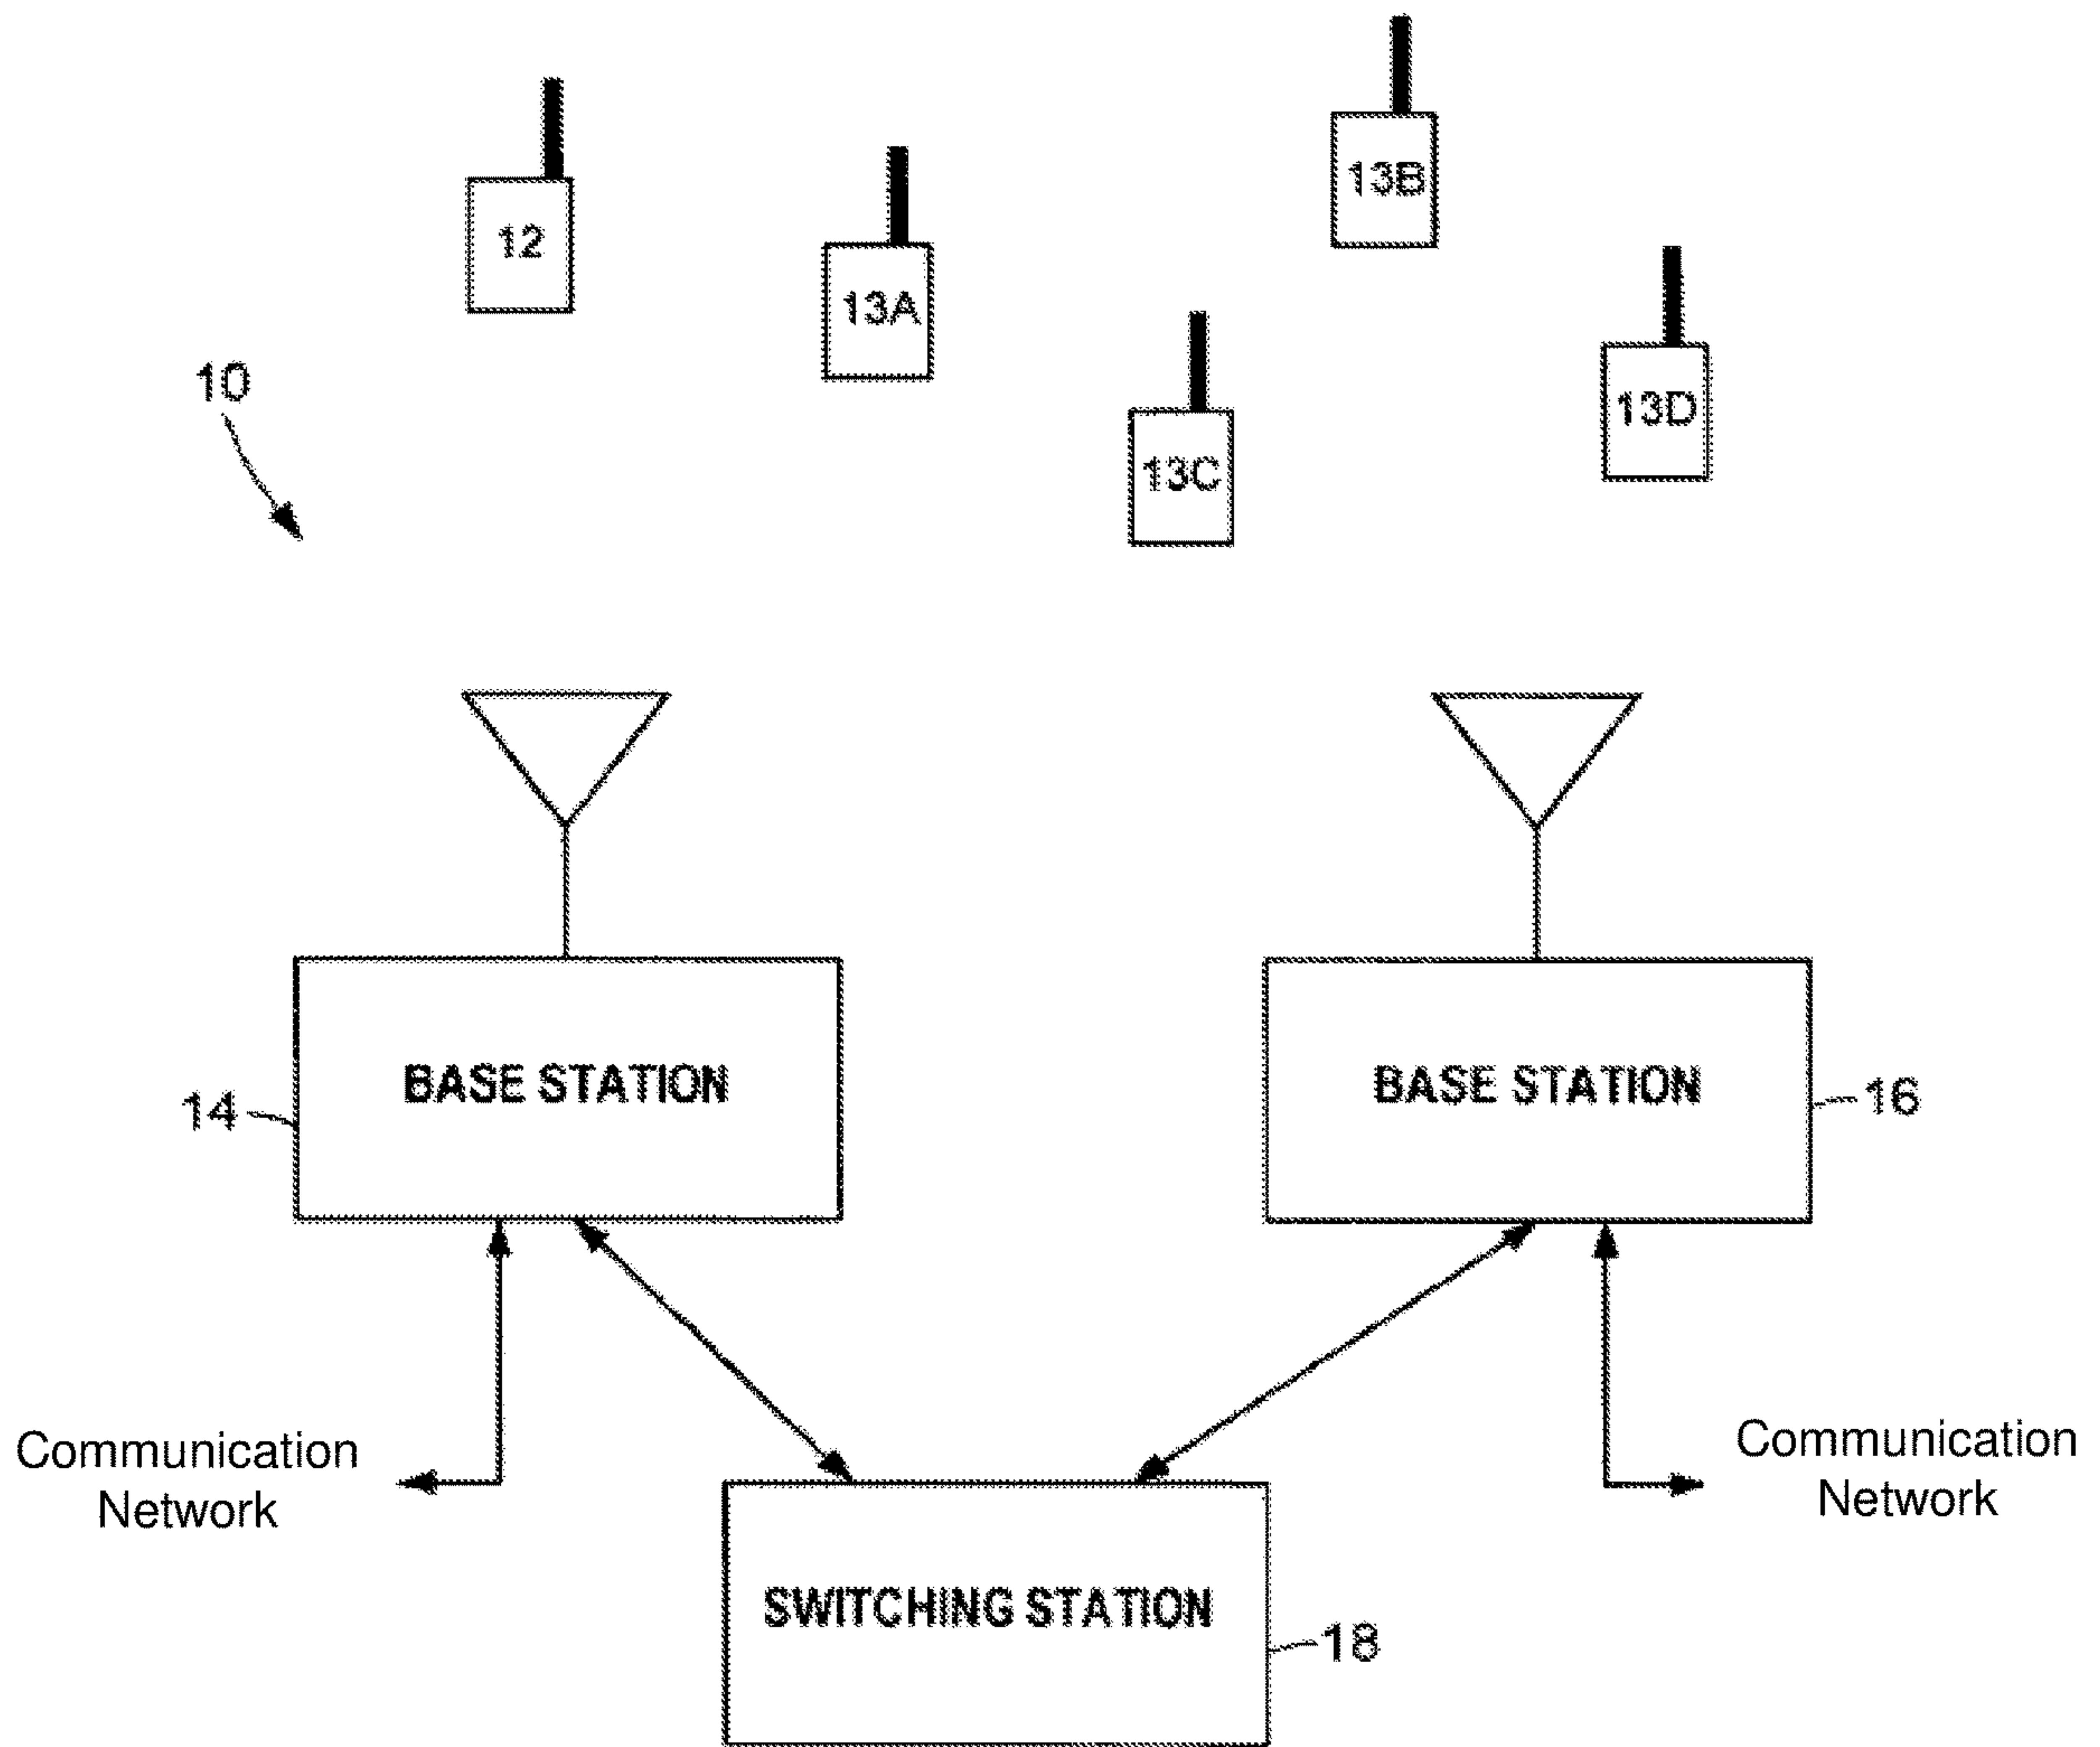 13B
12
13A
10
13D
13C
BASE STATION
BASE STATION
14
16
Communication
Network
Communication
Network
SWITCHING STATION
18